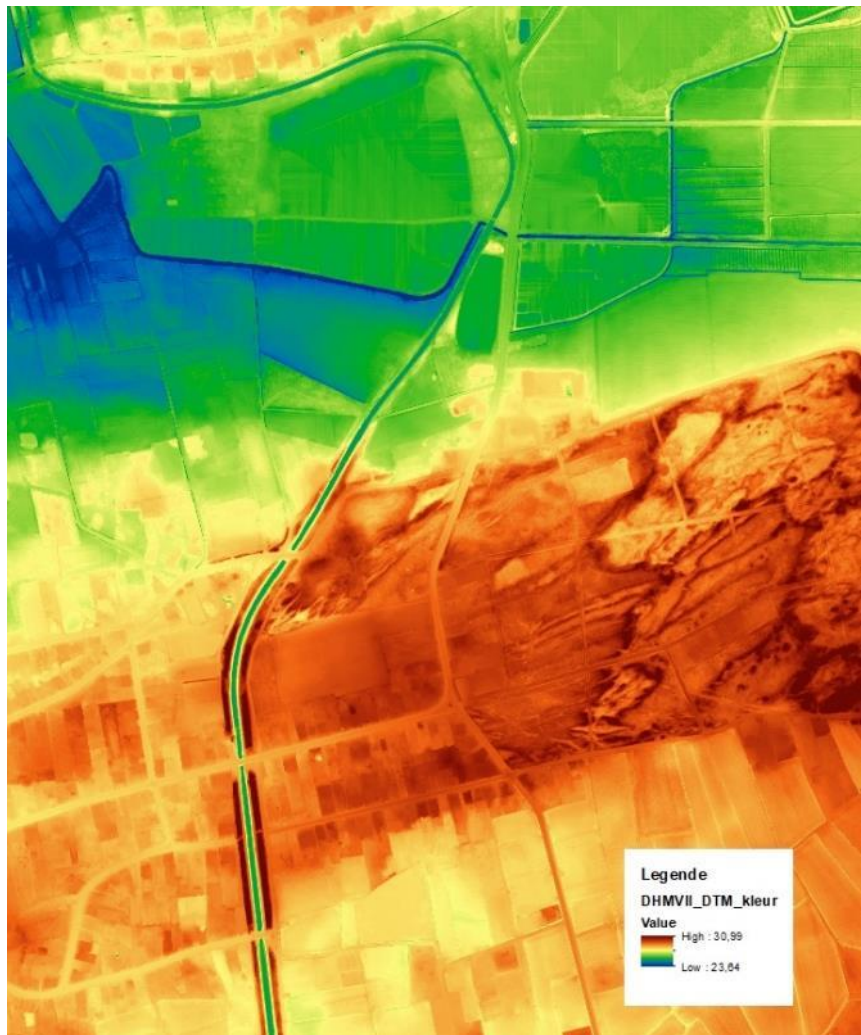 Legende
DHMVII_DTM_kleur
Value
High : 30,99
Low : 23,64